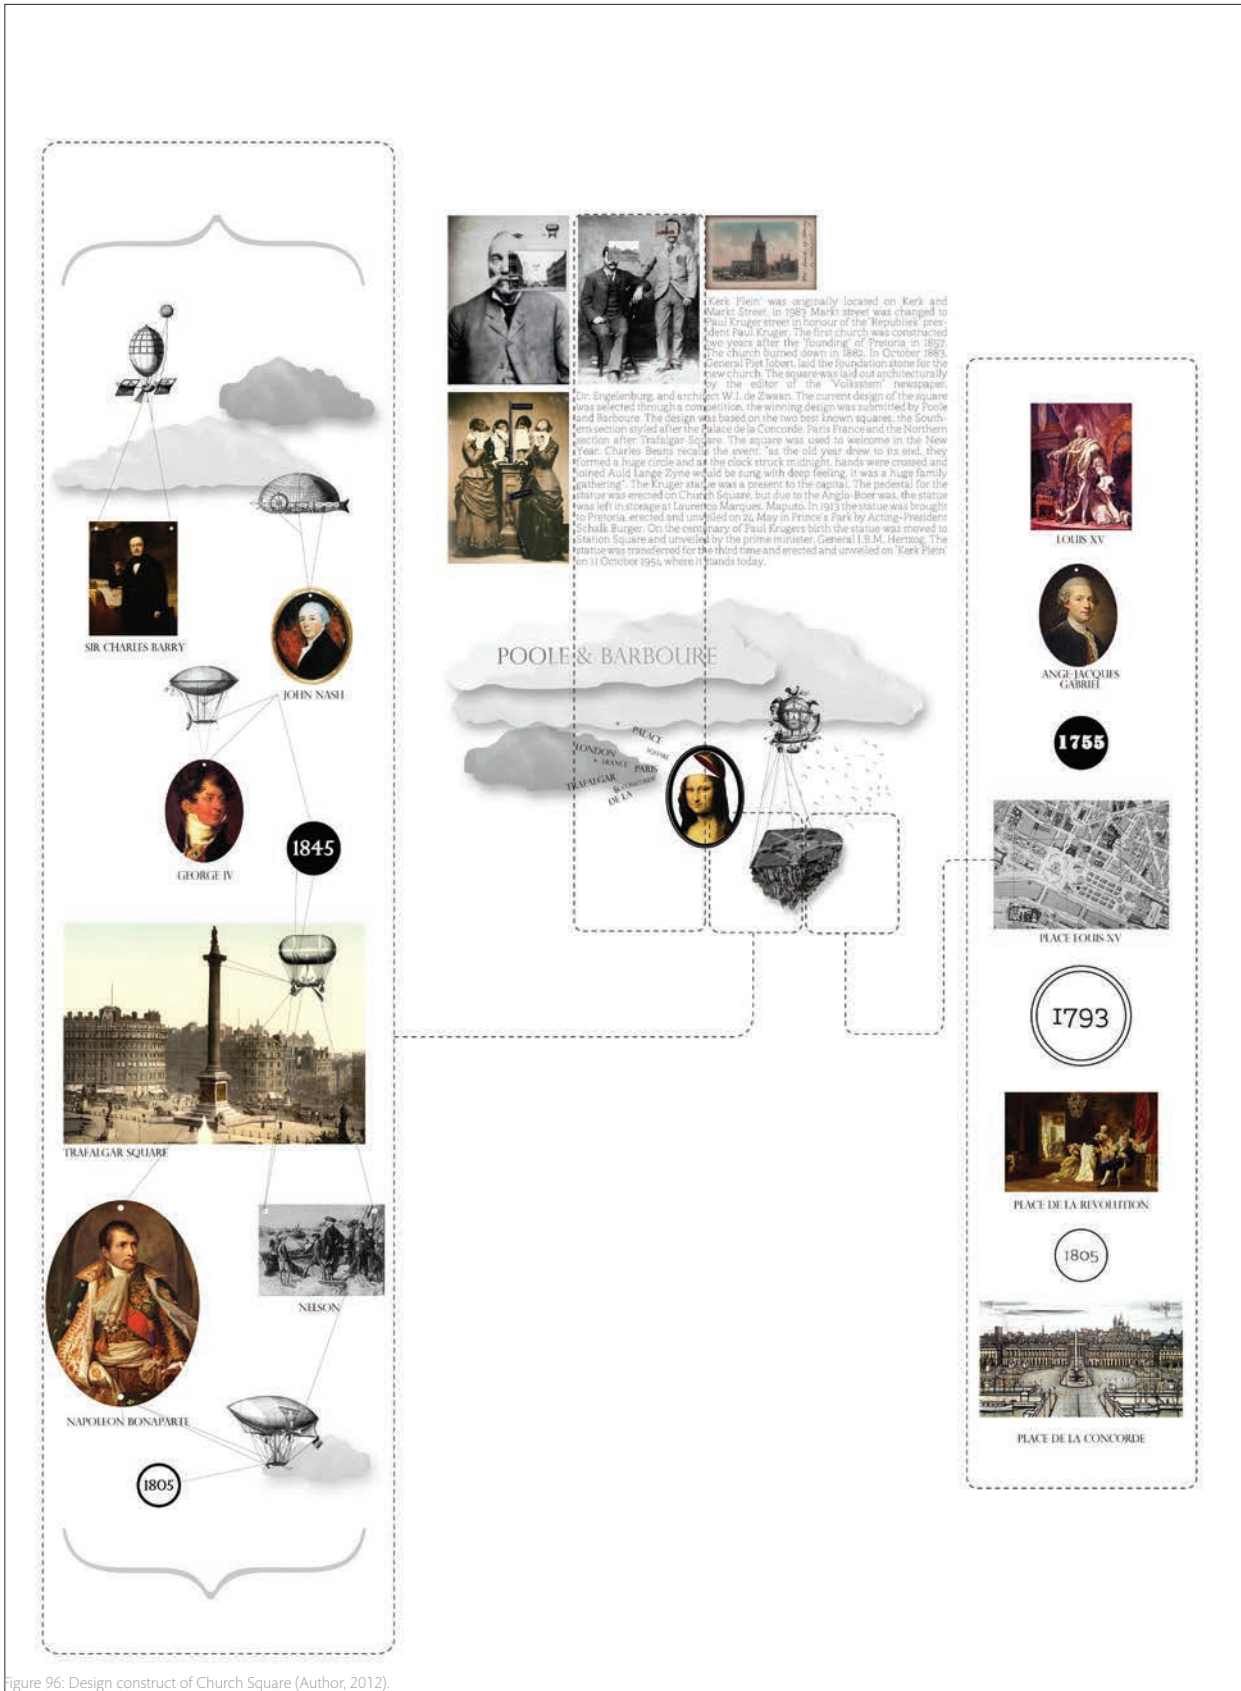 'Kerk Plein' was originally located on Kerk and
Markt Street. In 1983 Markt street was changed to
Paul Kruger street in honour of the 'Republiek' pres-
ident Paul Kruger. The first church was constructed
two years after the 'founding' of Pretoria in 1857.
The church burned down in 1882. In October 1883,
General Piet Jobert, laid the foundation stone for the
new church. The square was laid out architecturally
by the editor of the 'Volksstem' newspaper,
Dr. Engelenburg, and architect W.J. de Zwaan. The current design of the square
was selected through a competition, the winning design was submitted by Poole
and Barboure. The design was based on the two best known squares, the South-
ern section styled after the Palace de la Concorde, Paris France and the Northern
section after Trafalgar Square. The square was used to welcome in the New
Year. Charles Beans recalls the event, "as the old year drew to its end, they
formed a huge circle and as the clock struck midnight, hands were crossed and
joined Auld Lange Zyne would be sung with deep feeling, it was a huge family
gathering". The Kruger statue was a present to the capital. The pedestal for the
statue was erected on Church Square, but due to the Anglo-Boer was, the statue
was left in storage at Laurenco Marques, Maputo. In 1913 the statue was brought
to Pretoria, erected and unveiled on 24 May in Prince's Park by Acting-President
Schalk Burger. On the centenary of Paul Krugers birth the statue was moved to
Station Square and unveiled by the prime minister, General J.B.M. Hertzog. The
statue was transferred for the third time and erected and unveiled on 'Kerk Plein'
on 11 October 1954 where it stands today.
SIR CHARLES BARRY
JOHN NASH
GEORGE IV
1845
TRAFALGAR SQUARE
NELSON
NAPOLEON BONAPARTE
1805
POOLE & BARBOURE
PALACE
SQUARE
LONDON
+ FRANCE
PARIS
TRAFALGAR
& CONCORDE
DE LA
LOUIS XV
ANGE-JACQUES
GABRIEL
1755
PLACE LOUIS XV
1793
PLACE DE LA REVOLUTION
1805
PLACE DE LA CONCORDE
Figure 96: Design construct of Church Square (Author, 2012).